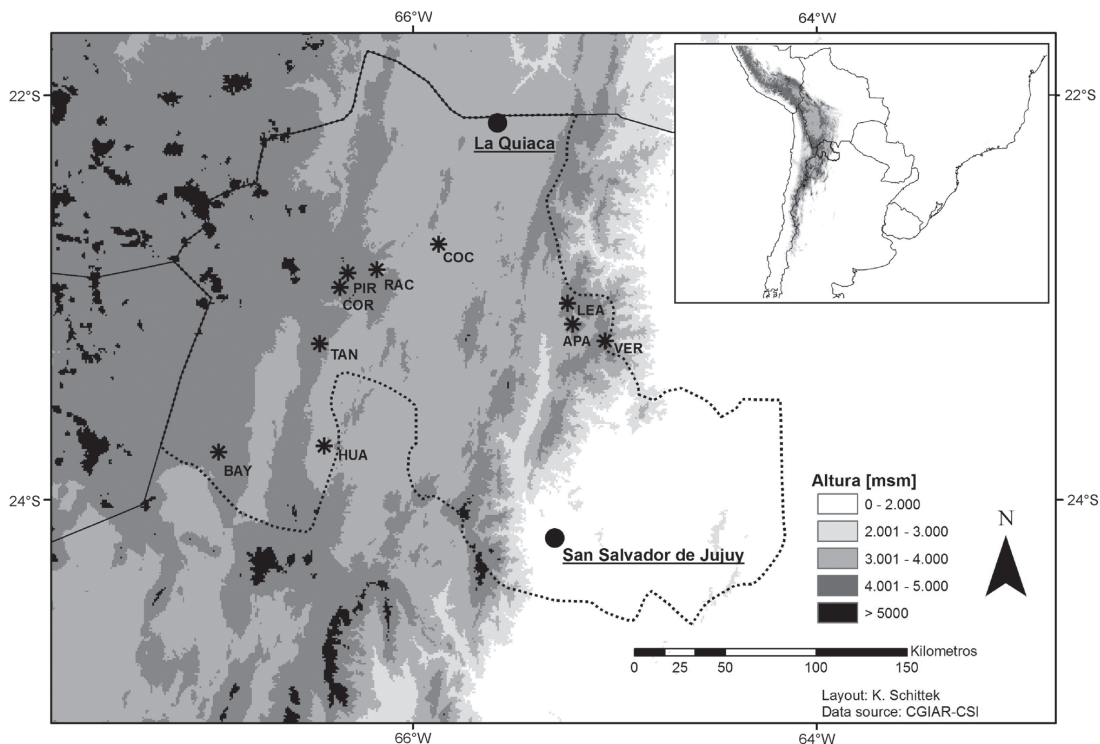 66°W
64°W
22°S
22°S
La Quiaca
COC
PIR
RAC
COR
LEA
APA
VER
TAN
HUA
BAY
24°S
24°S
Altura [msm]
0 - 2.000
2.001 - 3.000
3.001 - 4.000
4.001 - 5.000
> 5000
N
San Salvador de Jujuy
Kilometros
0 25 50 100 150
Layout: K. Schittek
Data source: CGIAR-CSI
66°W
64°W